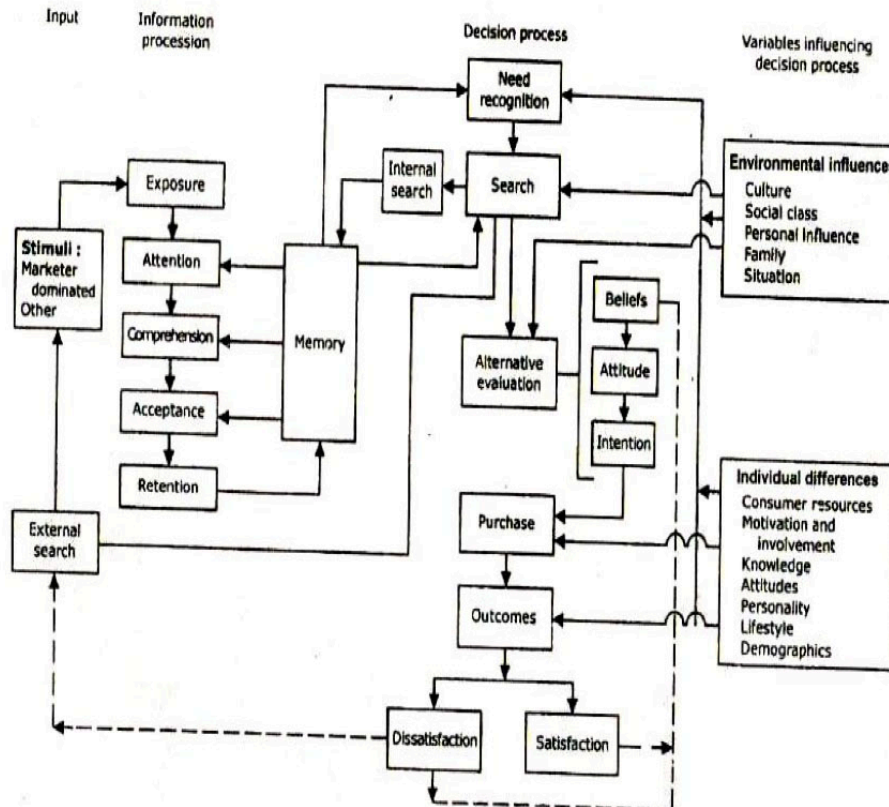 Input
Information
procession
Decision process
Variables influencing
decision process
Need
recognition
Internal
search
Search
Exposure
Stimuli :
Marketer
dominated
Other
Attention
Comprehension
Acceptance
Retention
Memory
External
search
Alternative
evaluation
Beliefs
Attitude
Intention
Purchase
Outcomes
Dissatisfaction
Satisfaction
Environmental influence
Culture
Social class
Personal Influence
Family
Situation
Individual differences
Consumer resources
Motivation and
involvement
Knowledge
Attitudes
Personality
Lifestyle
Demographics